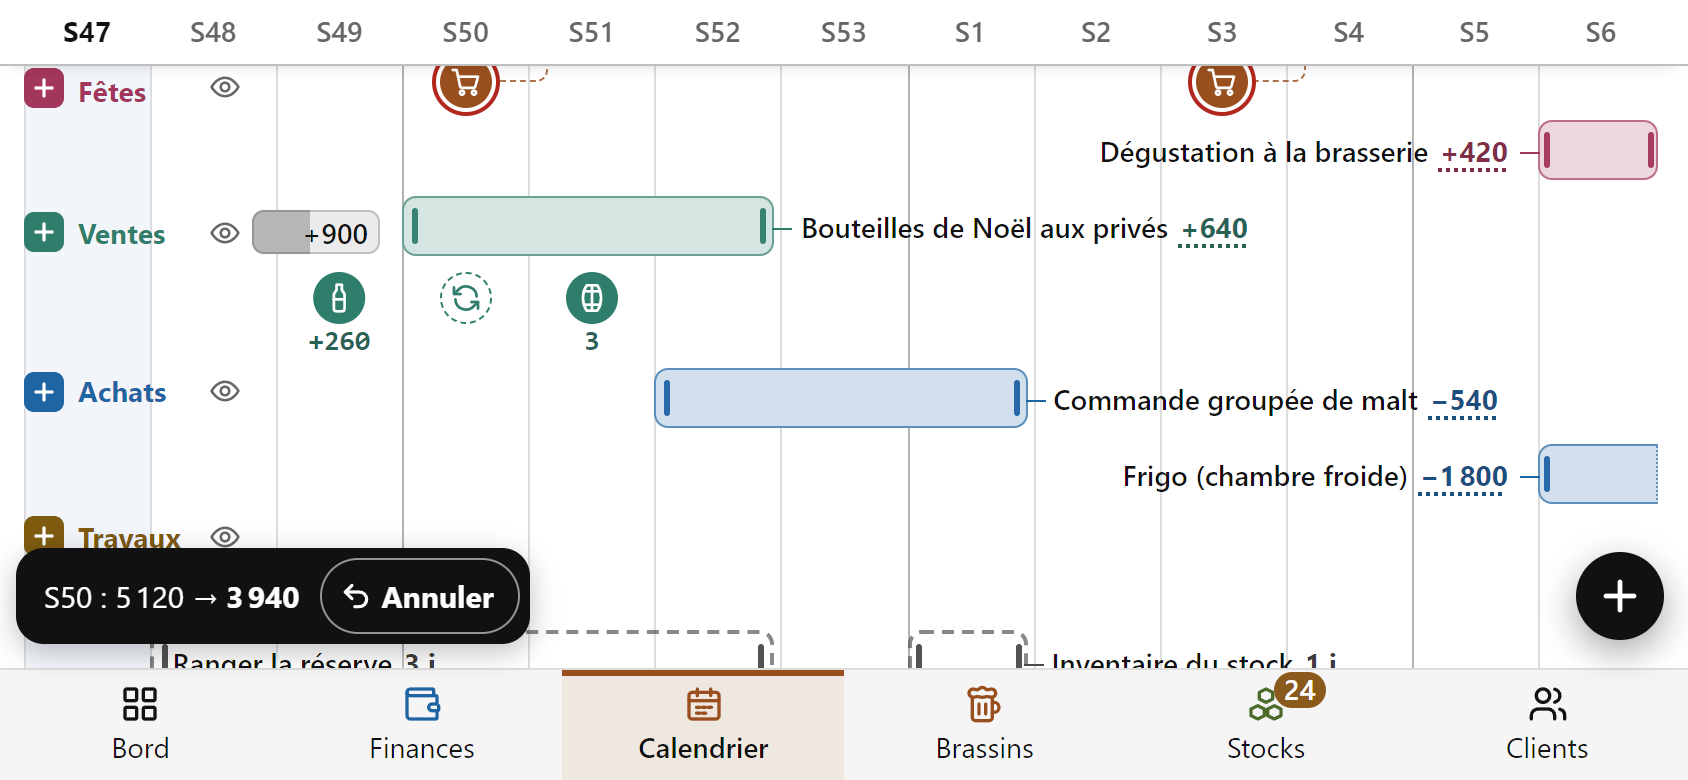 S47 S48 S49 S50 S51 S52 S53 S1 S2 S3 S4 S5 S6
Fêtes
Dégustation à la brasserie +420
Ventes +900 Bouteilles de Noël aux privés +640
+260 3
Achats Commande groupée de malt −540
Frigo (chambre froide) −1 800
Travaux
S50 : 5 120 → 3 940 Annuler
Ranger la réserve 3 j Inventaire du stock 1 j
24
Bord Finances Calendrier Brassins Stocks Clients